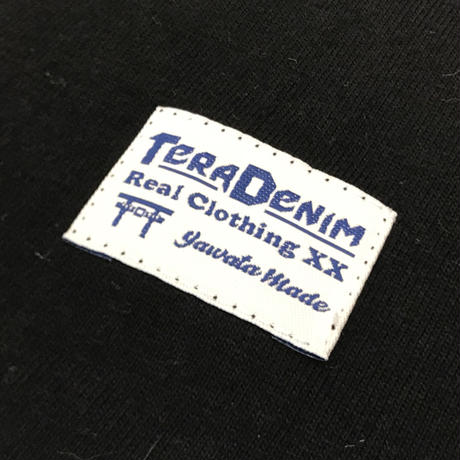 TERADENIM
Real Clothing XX
Yawata Made